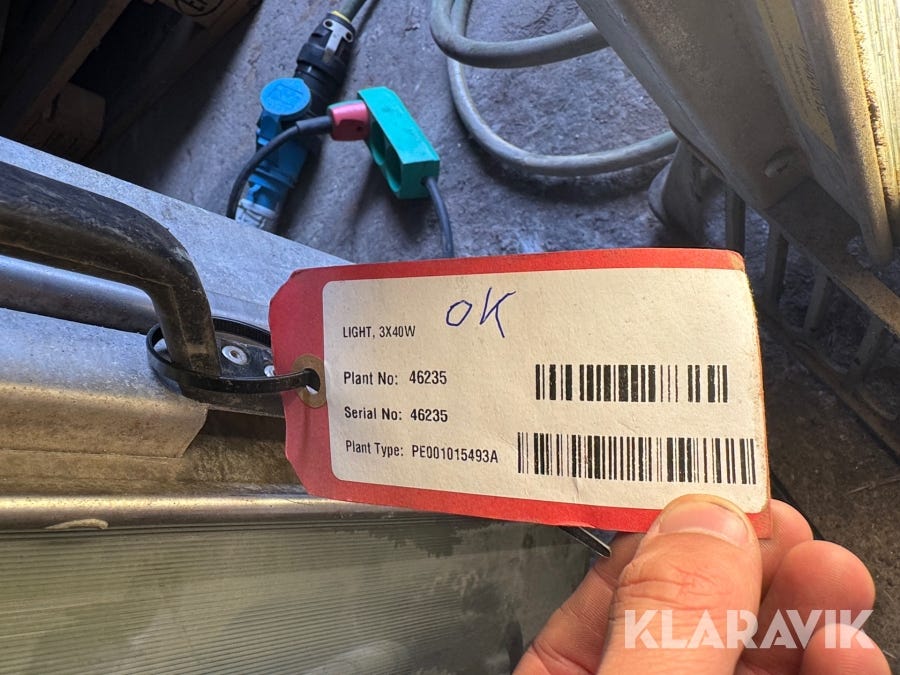 OK
LIGHT, 3X40W
Plant No: 46235
Serial No: 46235
Plant Type: PE001015493A
KLARAVIK